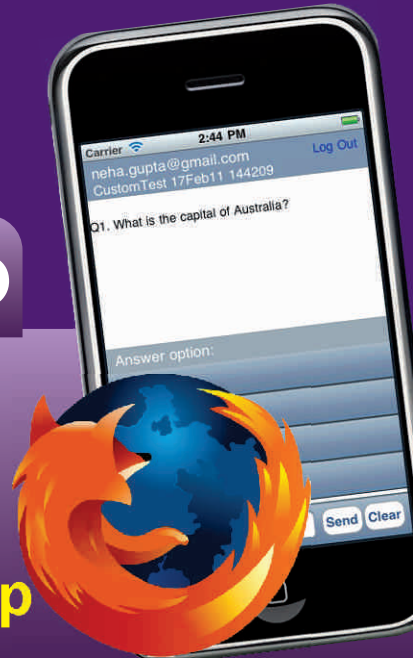 Carrier 2:44 PM
neha.gupta@gmail.com Log Out
CustomTest 17Feb11 144209
Q1. What is the capital of Australia?
Answer option:
Send Clear
p